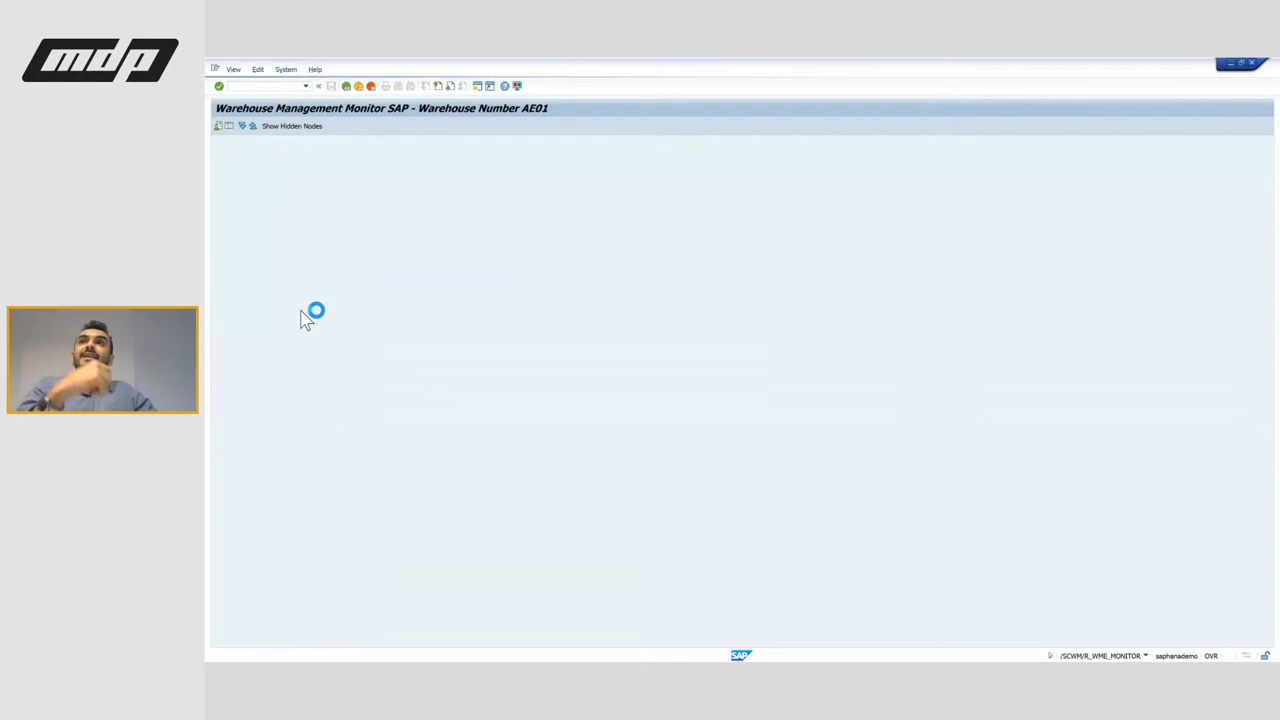 mdp
View Edit System Help
Warehouse Management Monitor SAP - Warehouse Number AE01
Show Hidden Nodes
SAP
/SCWM/R_WME_MONITOR saphanademo OVR